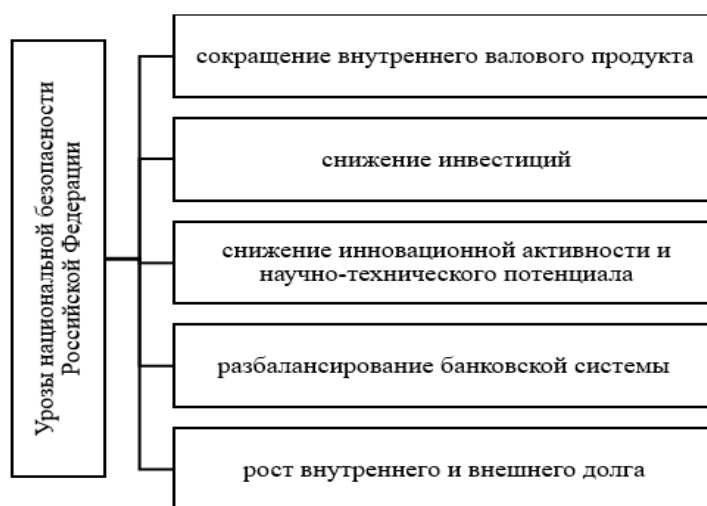 Урозы национальной безопасности
Российской Федерации
сокращение внутреннего валового продукта
снижение инвестиций
снижение инновационной активности и
научно-технического потенциала
разбалансирование банковской системы
рост внутреннего и внешнего долга